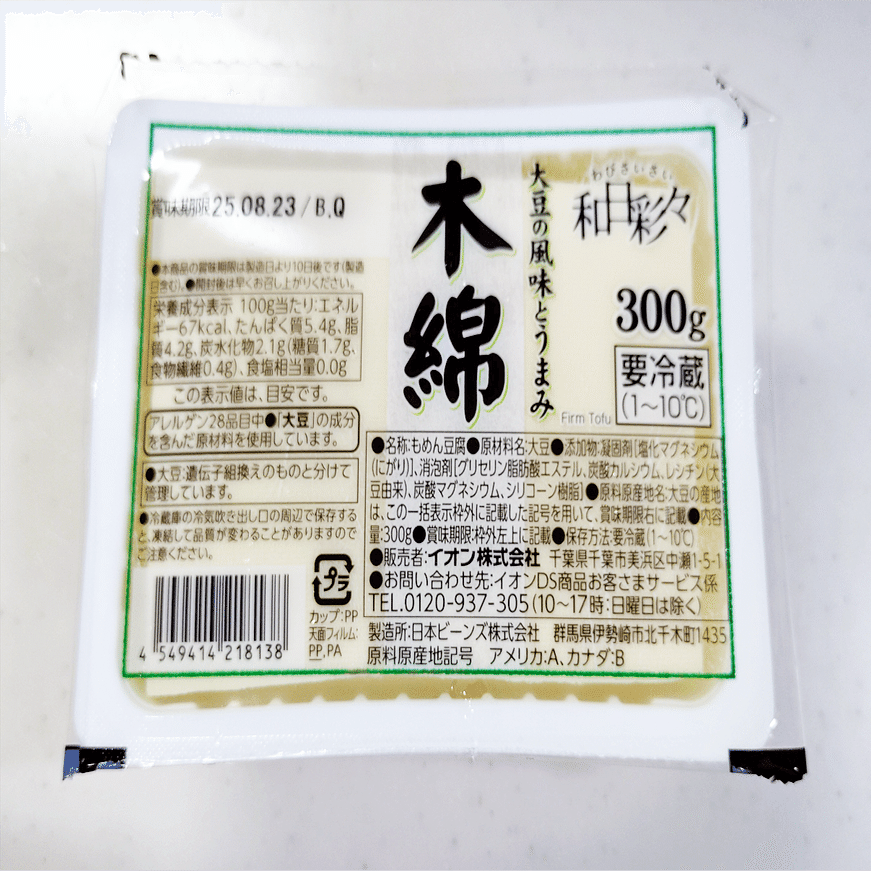 わびさいさい
和日彩々
大豆の風味とうまみ
木綿
Firm Tofu
300g
要冷蔵
(1～10℃)
賞味期限25.08.23/B.Q
●本商品の賞味期限は製造日より10日後です(製造
日含む)。●開封後は早くお召し上がりください。
栄養成分表示 100g当たり:エネル
ギー67kcal、たんぱく質5.4g、脂
質4.2g、炭水化物2.1g(糖質1.7g、
食物繊維0.4g)、食塩相当量0.0g
この表示値は、目安です。
アレルゲン28品目中●「大豆」の成分
を含んだ原材料を使用しています。
●大豆:遺伝子組換えのものと分けて
管理しています。
●冷蔵庫の冷気吹き出し口の周辺で保存する
と、凍結して品質が変わることがありますので
ご注意ください。
●名称:もめん豆腐●原材料名:大豆●添加物:凝固剤[塩化マグネシウム
(にがり)]、消泡剤[グリセリン脂肪酸エステル、炭酸カルシウム、レシチン(大
豆由来)、炭酸マグネシウム、シリコーン樹脂]●原料原産地名:大豆の産地
は、この一括表示枠外に記載した記号を用いて、賞味期限右に記載●内容
量:300g●賞味期限:枠外左上に記載●保存方法:要冷蔵(1～10℃)
●販売者:イオン株式会社 千葉県千葉市美浜区中瀬1-5-1
●お問い合わせ先:イオンDS商品お客さまサービス係
TEL.0120-937-305(10～17時:日曜日は除く)
製造所:日本ビーンズ株式会社 群馬県伊勢崎市北千木町1435
原料原産地記号 アメリカ:A、カナダ:B
プラ
カップ:PP
天面フィルム:
PP,PA
4 549414 218138